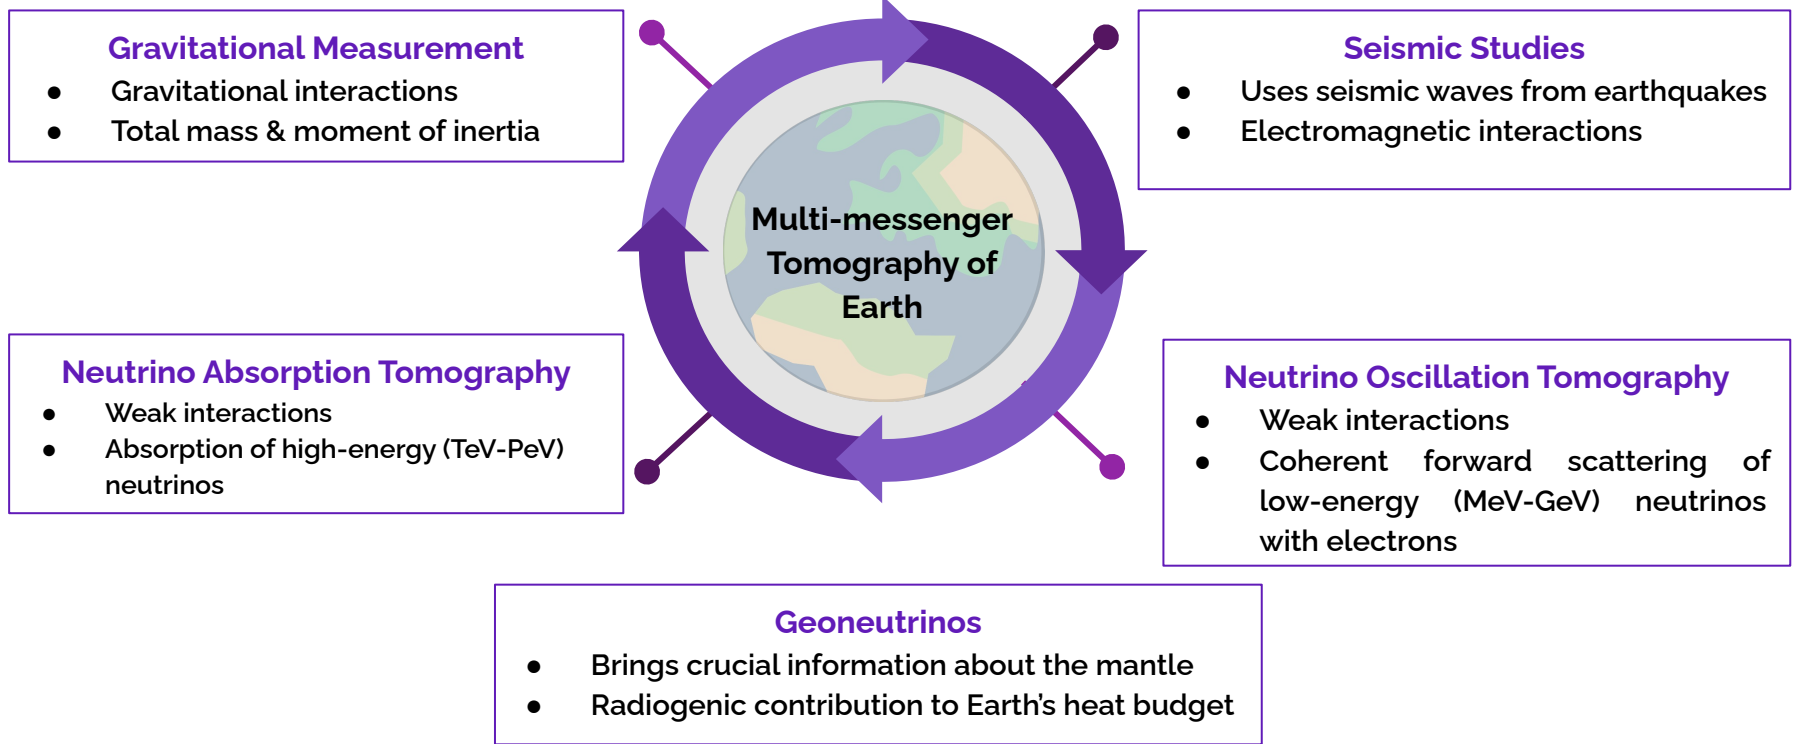 Gravitational Measurement
● Gravitational interactions
● Total mass & moment of inertia
Seismic Studies
● Uses seismic waves from earthquakes
● Electromagnetic interactions
Multi-messenger
Tomography of
Earth
Neutrino Absorption Tomography
● Weak interactions
● Absorption of high-energy (TeV-PeV)
neutrinos
Neutrino Oscillation Tomography
● Weak interactions
● Coherent forward scattering of
low-energy (MeV-GeV) neutrinos
with electrons
Geoneutrinos
● Brings crucial information about the mantle
● Radiogenic contribution to Earth’s heat budget